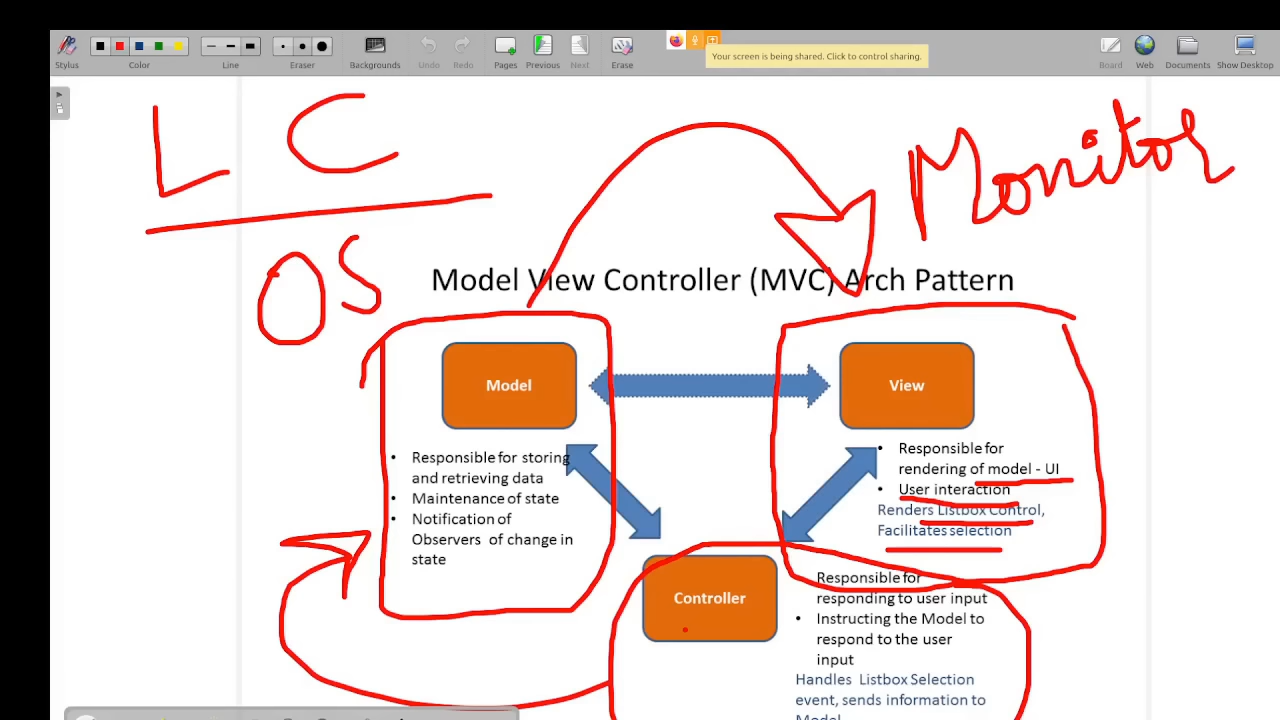 Your screen is being shared. Click to control sharing.
Stylus
Color
Line
Eraser
Backgrounds
Undo
Redo
Pages
Previous
Next
Erase
Board
Web
Documents
Show Desktop
L C
OS
Monitor
Model View Controller (MVC) Arch Pattern
Model
View
• Responsible for storing
and retrieving data
• Maintenance of state
• Notification of
Observers of change in
state
• Responsible for
rendering of model - UI
• User interaction
Renders Listbox Control,
Facilitates selection
Controller
Responsible for
responding to user input
• Instructing the Model to
respond to the user
input
Handles Listbox Selection
event, sends information to
Model